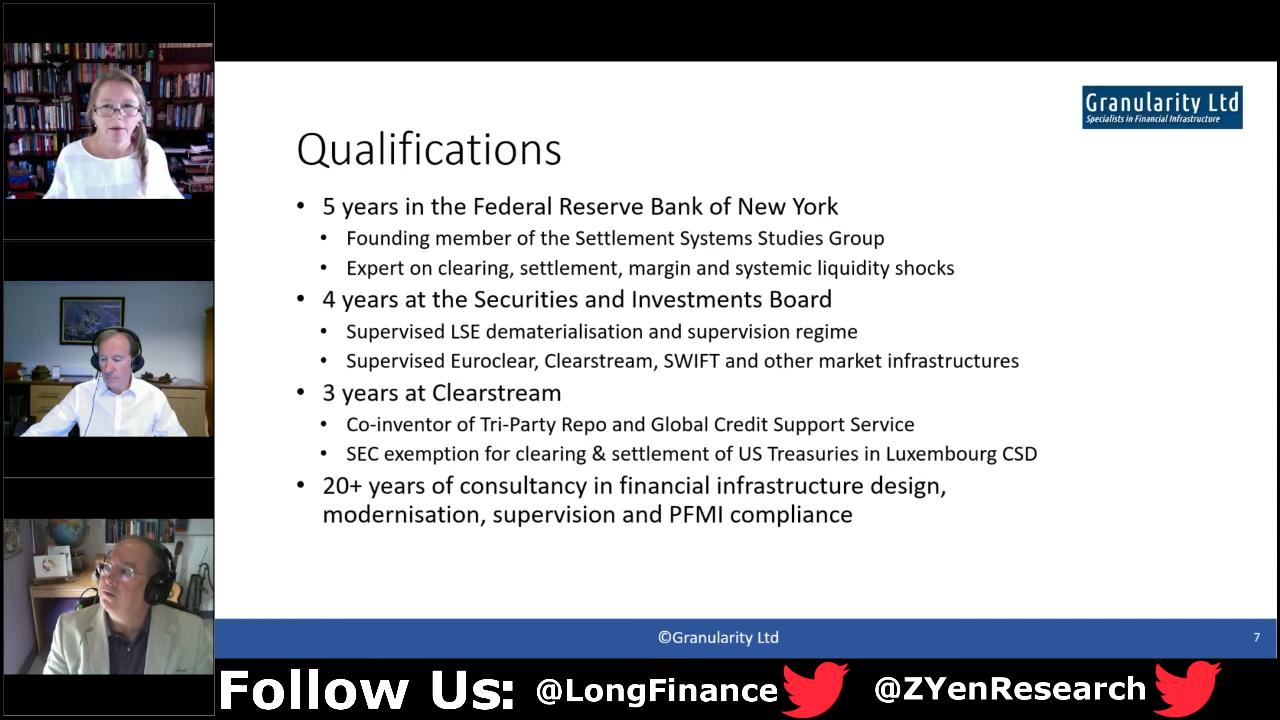 Granularity Ltd
Specialists in Financial Infrastructure
Qualifications
• 5 years in the Federal Reserve Bank of New York
• Founding member of the Settlement Systems Studies Group
• Expert on clearing, settlement, margin and systemic liquidity shocks
• 4 years at the Securities and Investments Board
• Supervised LSE dematerialisation and supervision regime
• Supervised Euroclear, Clearstream, SWIFT and other market infrastructures
• 3 years at Clearstream
• Co-inventor of Tri-Party Repo and Global Credit Support Service
• SEC exemption for clearing & settlement of US Treasuries in Luxembourg CSD
• 20+ years of consultancy in financial infrastructure design,
modernisation, supervision and PFMI compliance
©Granularity Ltd
7
Follow Us: @LongFinance @ZYenResearch